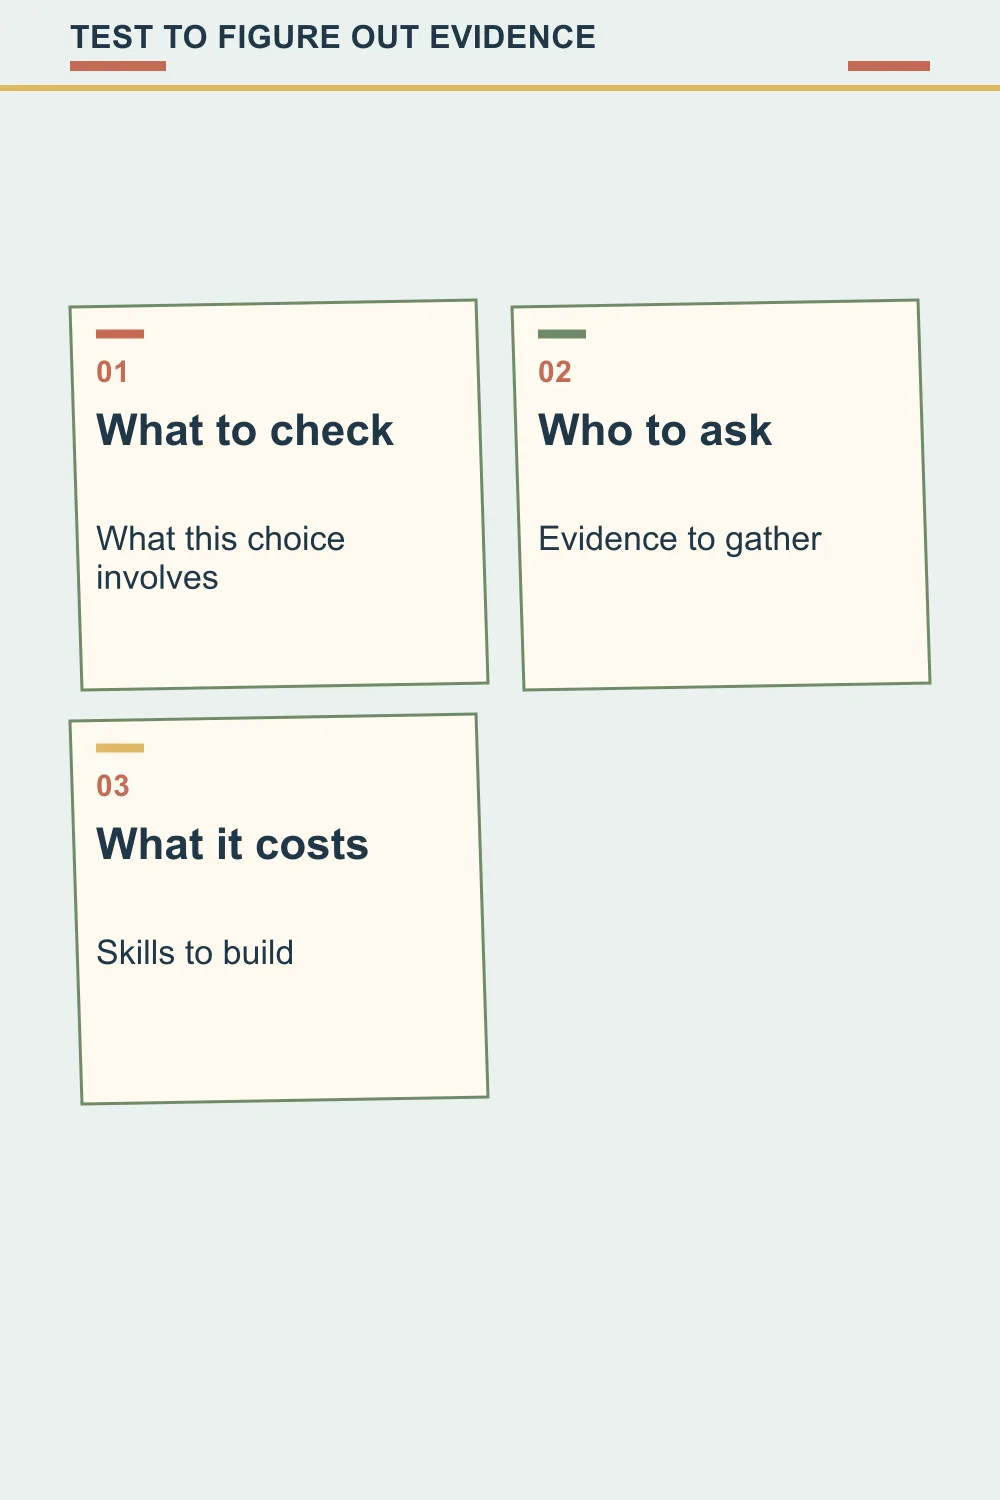 TEST TO FIGURE OUT EVIDENCE
01
What to check
What this choice
involves
02
Who to ask
Evidence to gather
03
What it costs
Skills to build